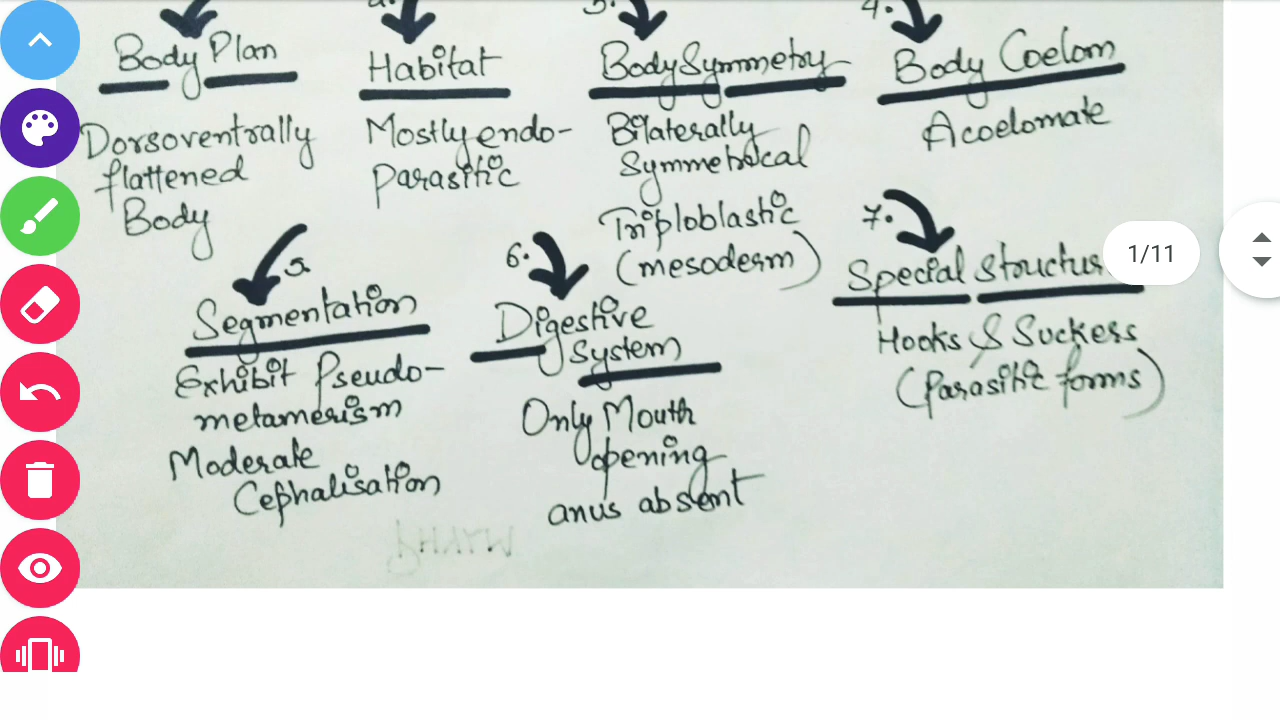 3.
4.
Body Plan
Habitat
Body Symmetry
Body Coelom
Dorsoventrally
flattened
Body
Mostly endo-
Parasitic
Bilaterally
Symmetrical
Triploblastic
(mesoderm)
Acoelomate
5.
Segmentation
Exhibit Pseudo-
metamerism
Moderate
Cephalisation
6.
Digestive
System
Only Mouth
opening
anus absent
7.
Special
Hooks & Suckers
(Parasitic forms)
1/11